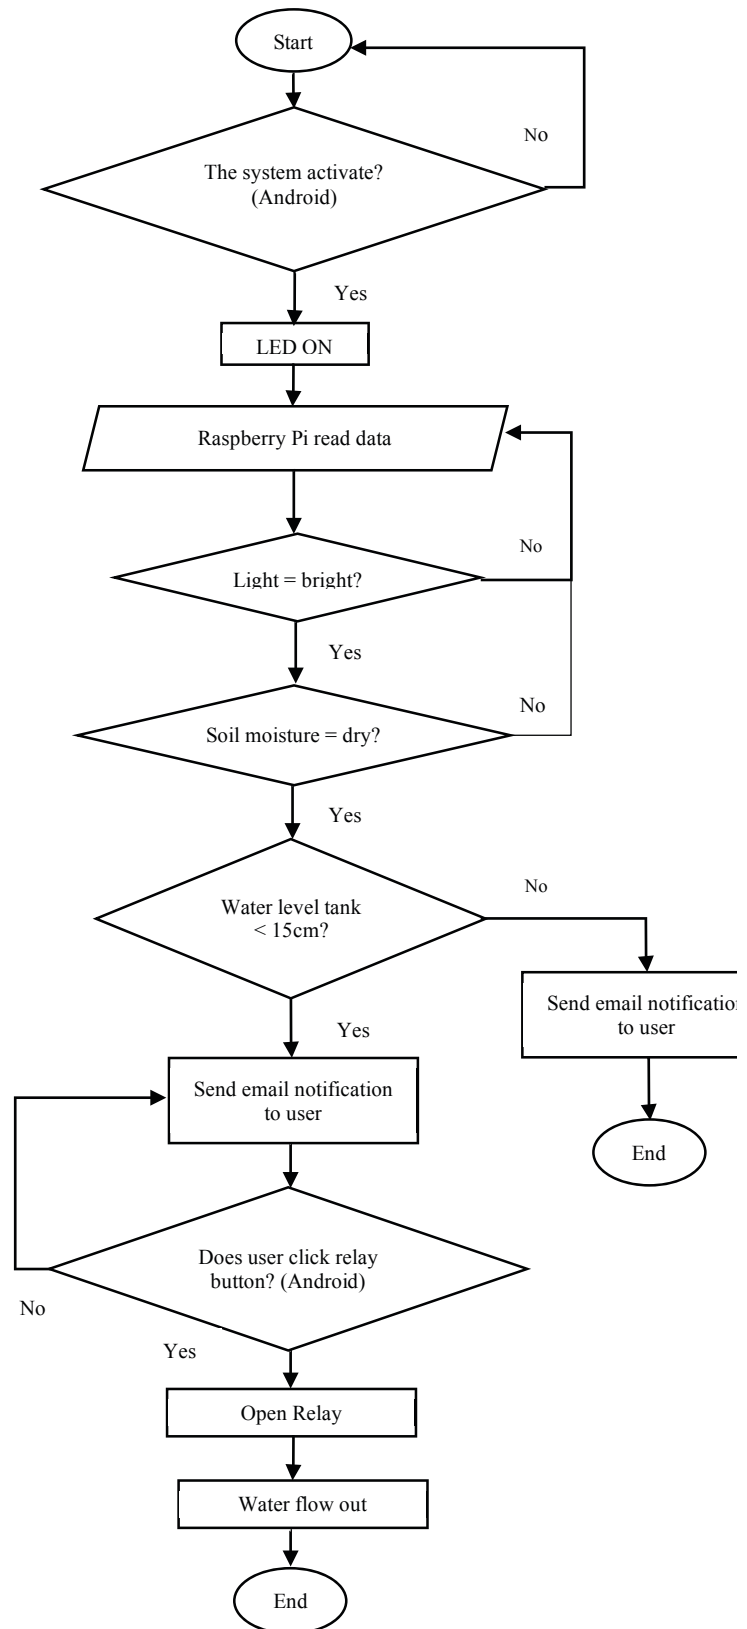 Start
No
The system activate?
(Android)
Yes
LED ON
Raspberry Pi read data
No
Light = bright?
Yes
No
Soil moisture = dry?
Yes
No
Water level tank
< 15cm?
Send email notification
to user
Yes
Send email notification
to user
End
Does user click relay
button? (Android)
No
Yes
Open Relay
Water flow out
End